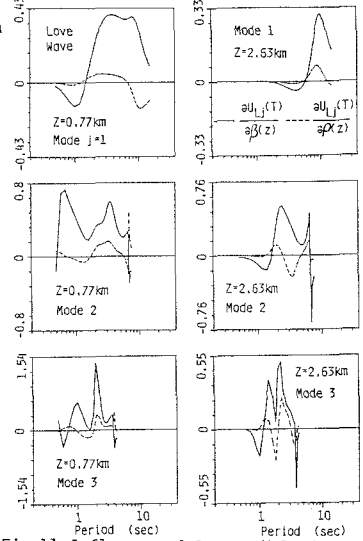 0.43
0
-0.43
Love
Wave
Z=0.77km
Mode j=1
0.33
0
-0.33
Mode 1
Z=2.63km
∂U_Lj(T)
∂β(z)
∂U_Lj(T)
∂ρ(z)
0.8
0
-0.8
Z=0.77km
Mode 2
0.76
0
-0.76
Z=2.63km
Mode 2
1.54
0
-1.54
Z=0.77km
Mode 3
1 10
Period (sec)
0.55
0
-0.55
Z=2.63km
Mode 3
1 10
Period (sec)